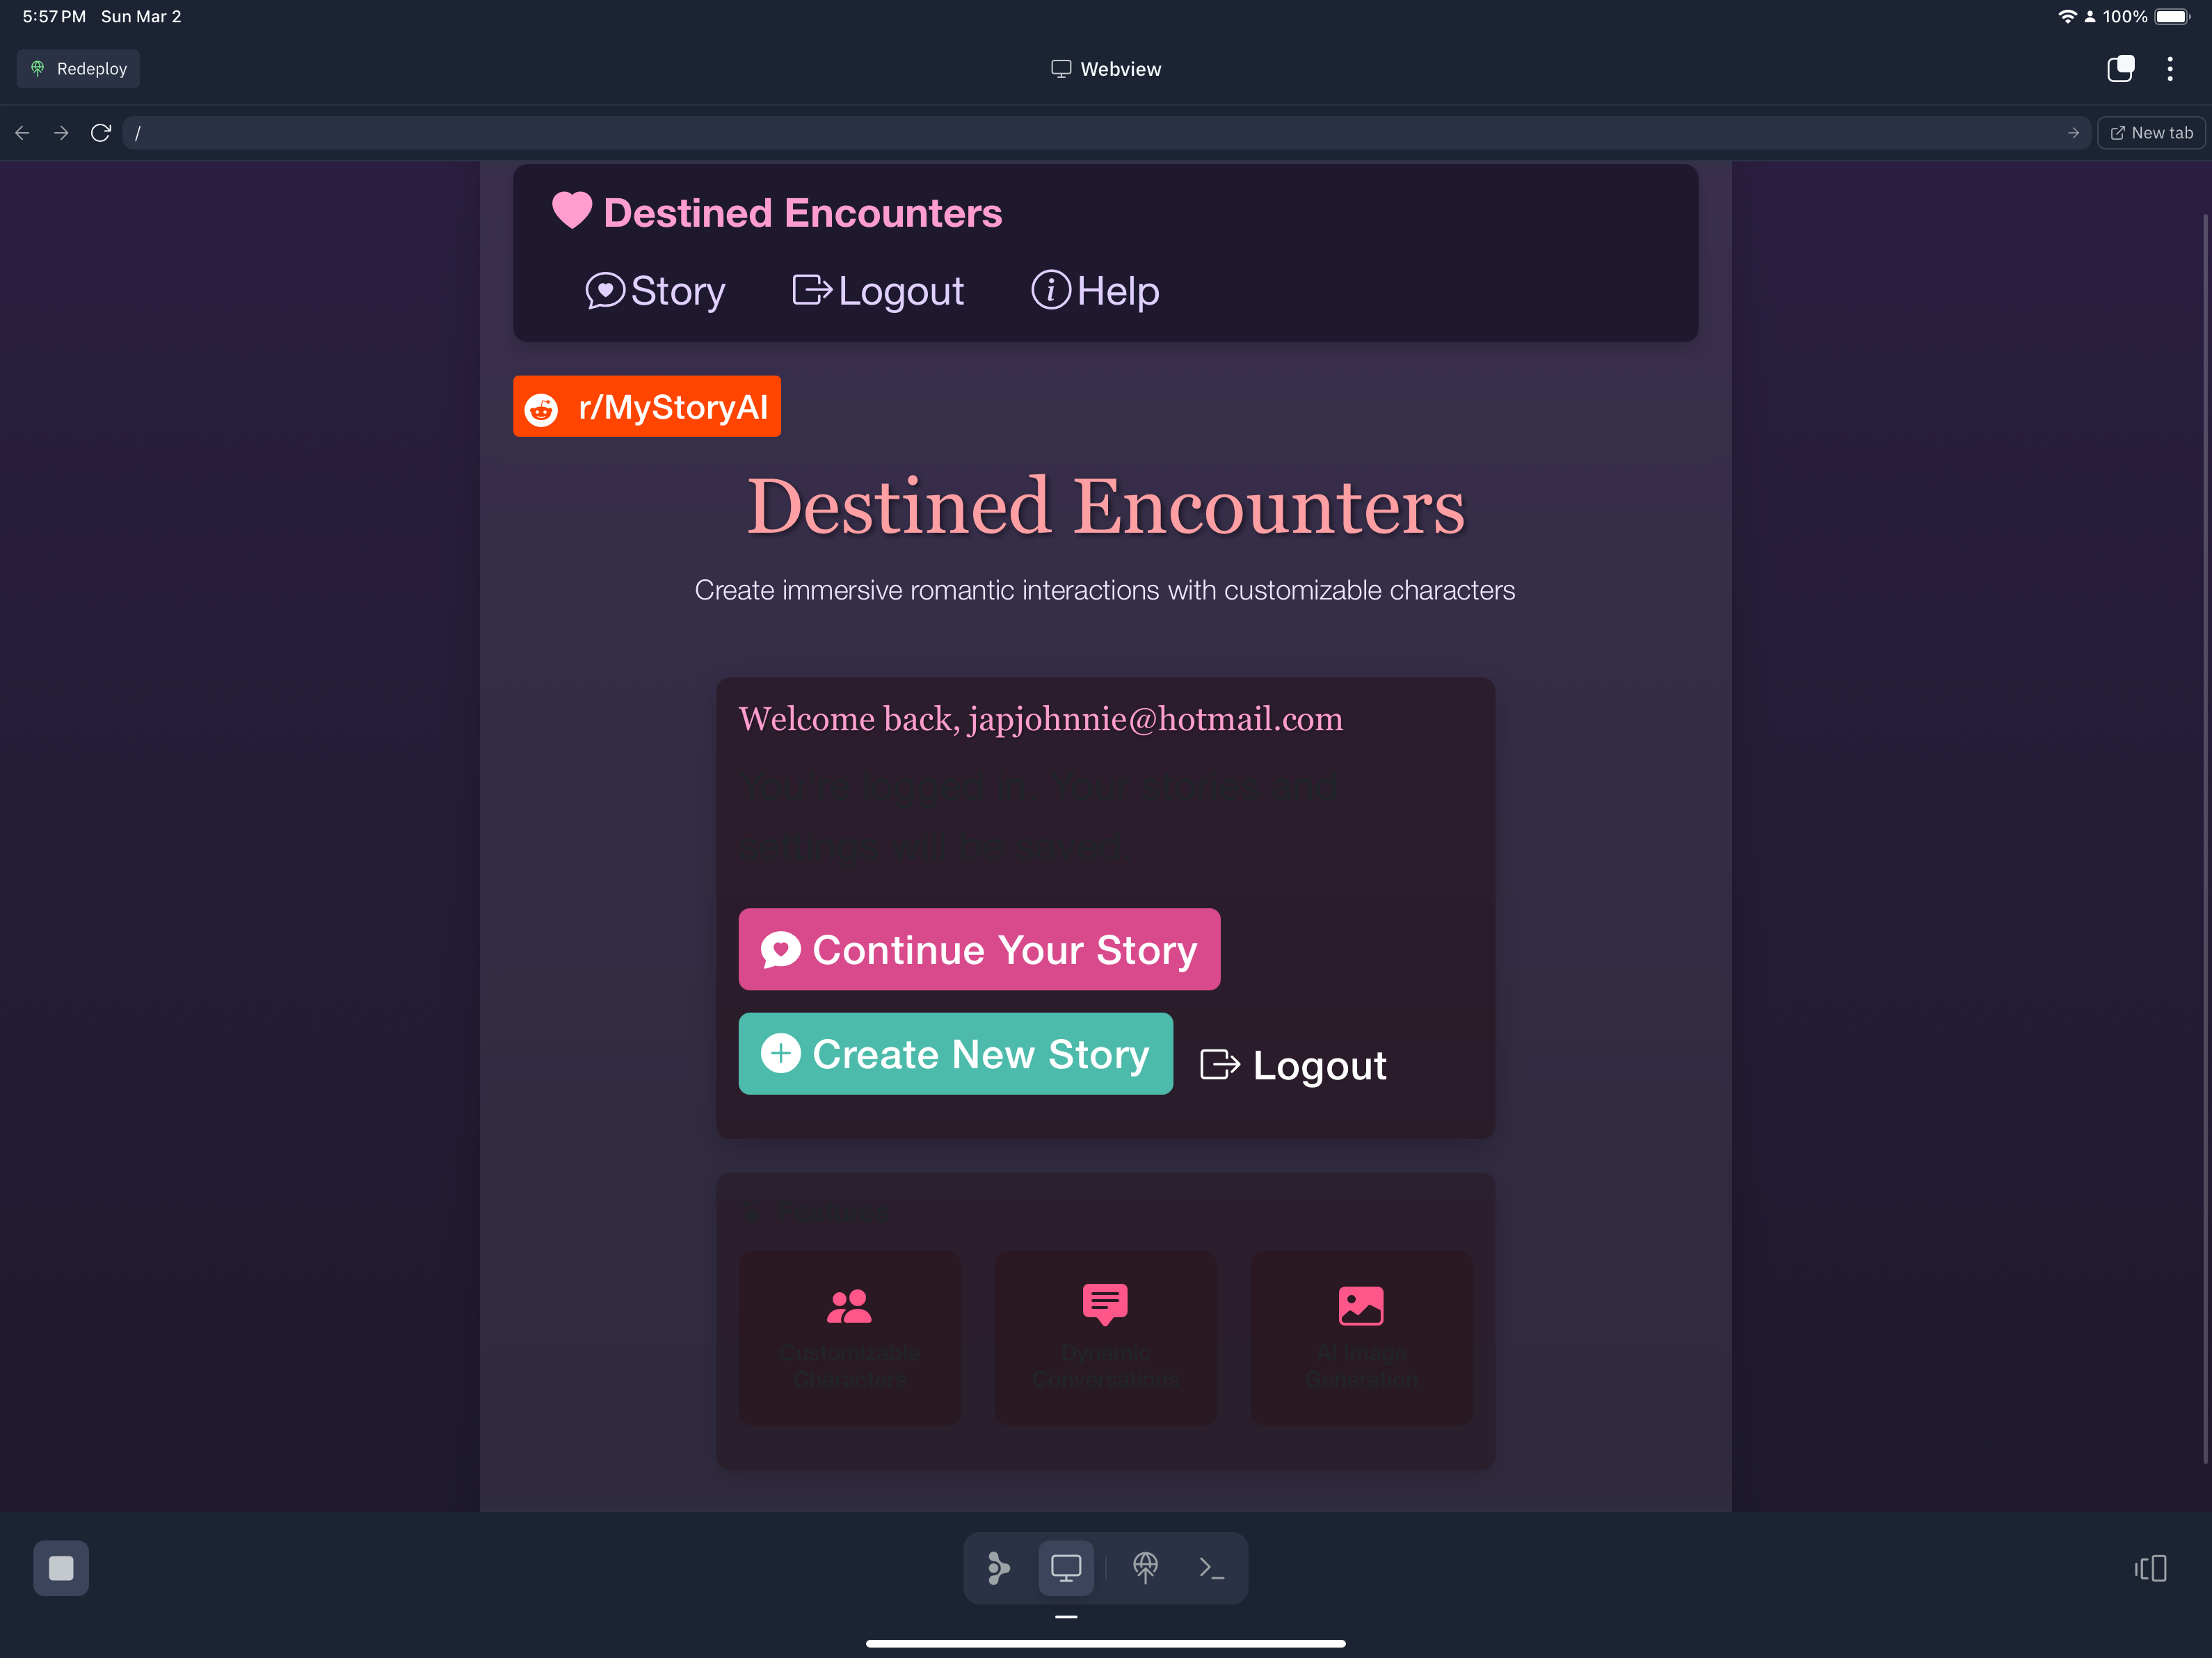 5:57 PM Sun Mar 2
100%
Redeploy
Webview
/
New tab
Destined Encounters
Story
Logout
Help
r/MyStoryAI
Destined Encounters
Create immersive romantic interactions with customizable characters
Welcome back, japjohnnie@hotmail.com
You're logged in. Your stories and
settings will be saved.
Continue Your Story
Create New Story
Logout
Customizable
Characters
Dynamic
Conversations
AI Image
Generation